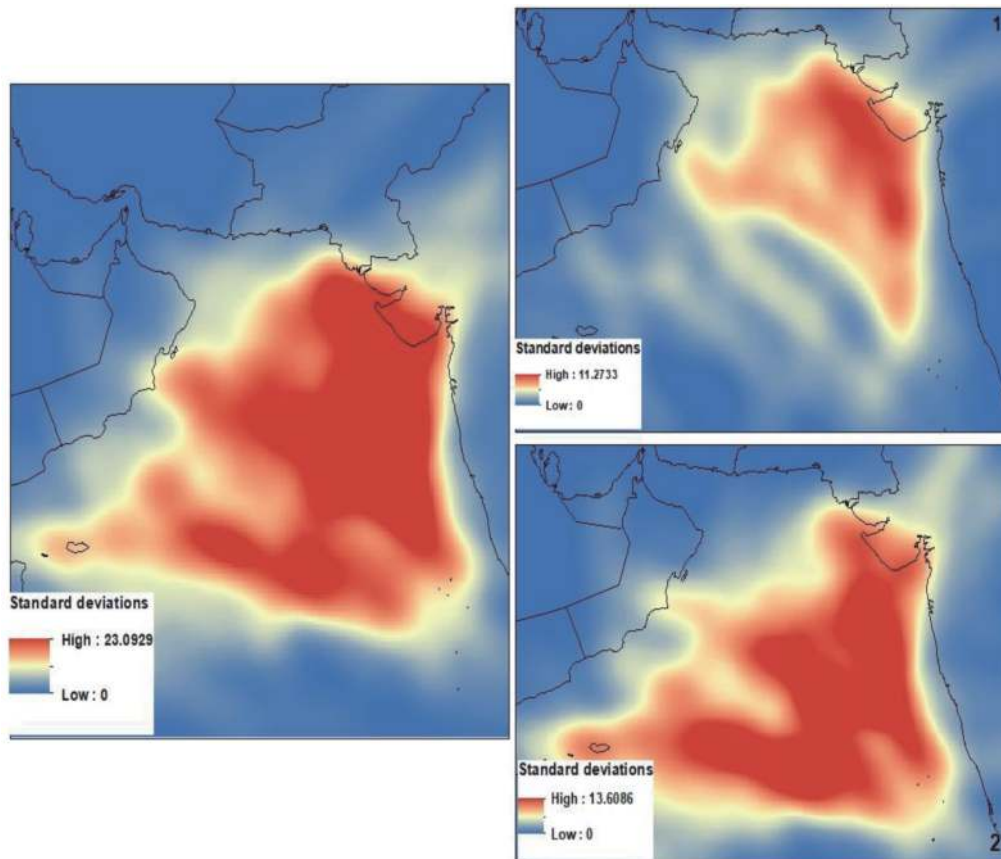 Standard deviations
High : 23.0929
Low : 0
1
Standard deviations
High : 11.2733
Low : 0
Standard deviations
High : 13.6086
Low : 0
2